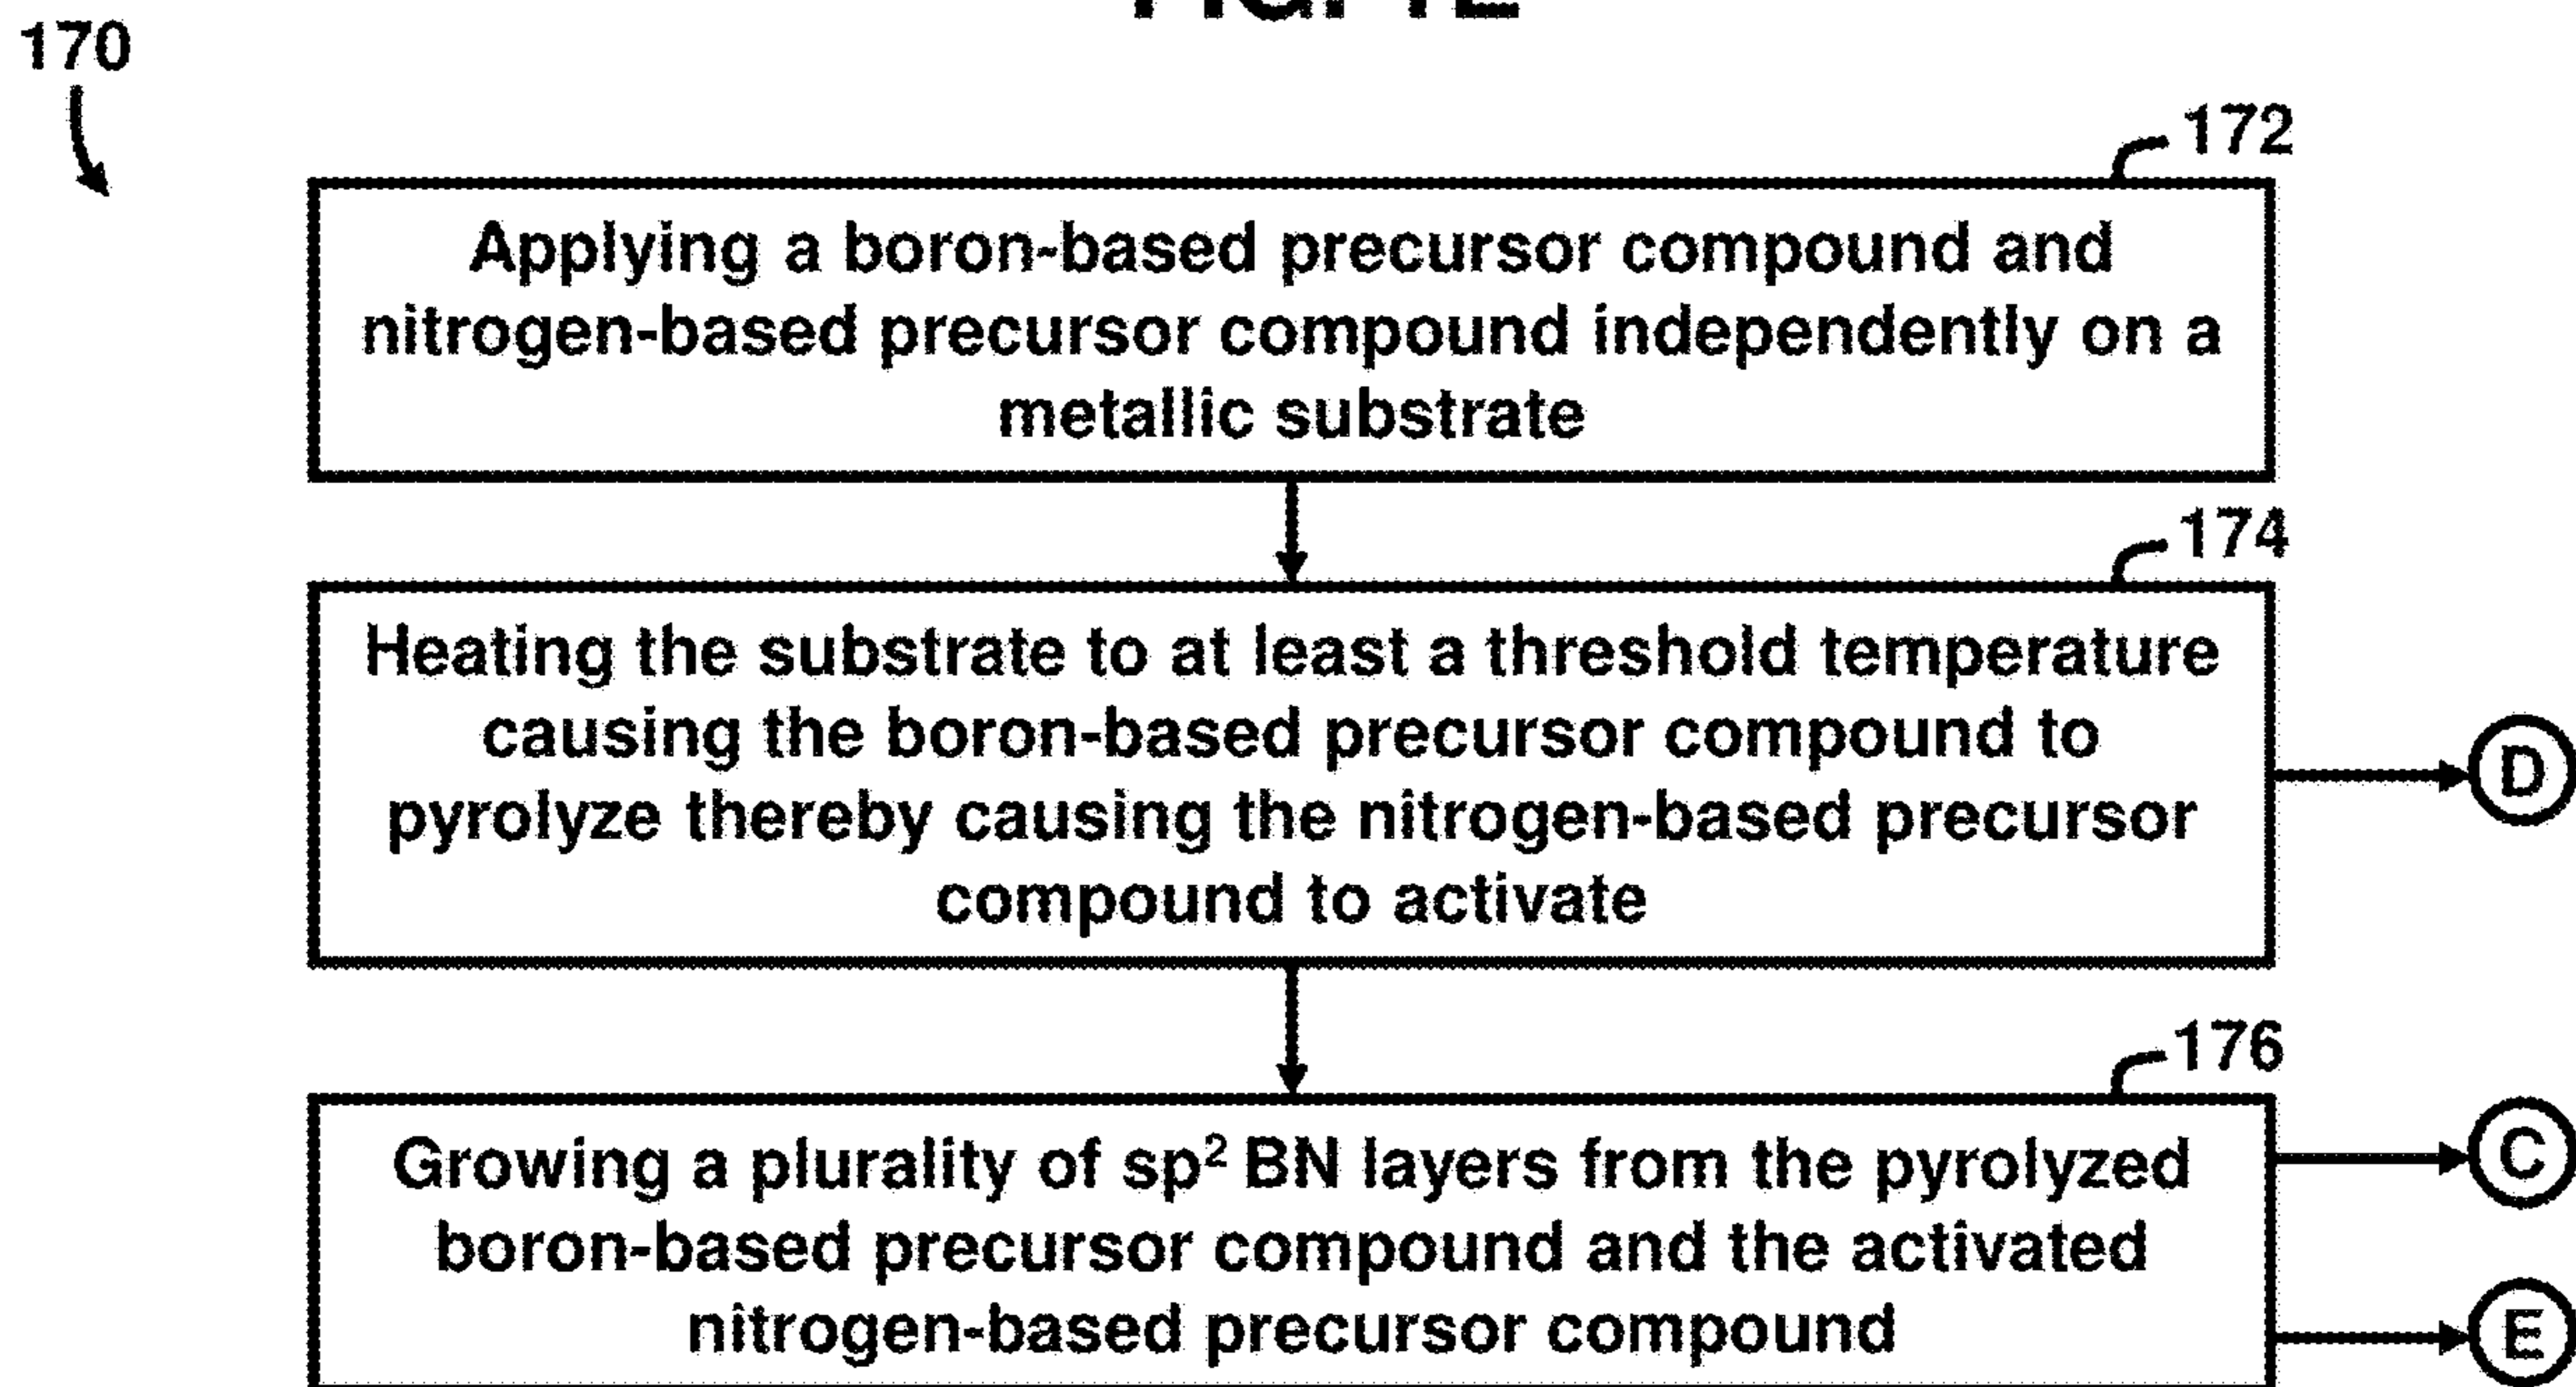 170
172
Applying a boron-based precursor compound and
nitrogen-based precursor compound independently on a
metallic substrate
174
Heating the substrate to at least a threshold temperature
causing the boron-based precursor compound to
pyrolyze thereby causing the nitrogen-based precursor
compound to activate
D
176
Growing a plurality of sp² BN layers from the pyrolyzed
boron-based precursor compound and the activated
nitrogen-based precursor compound
C
E